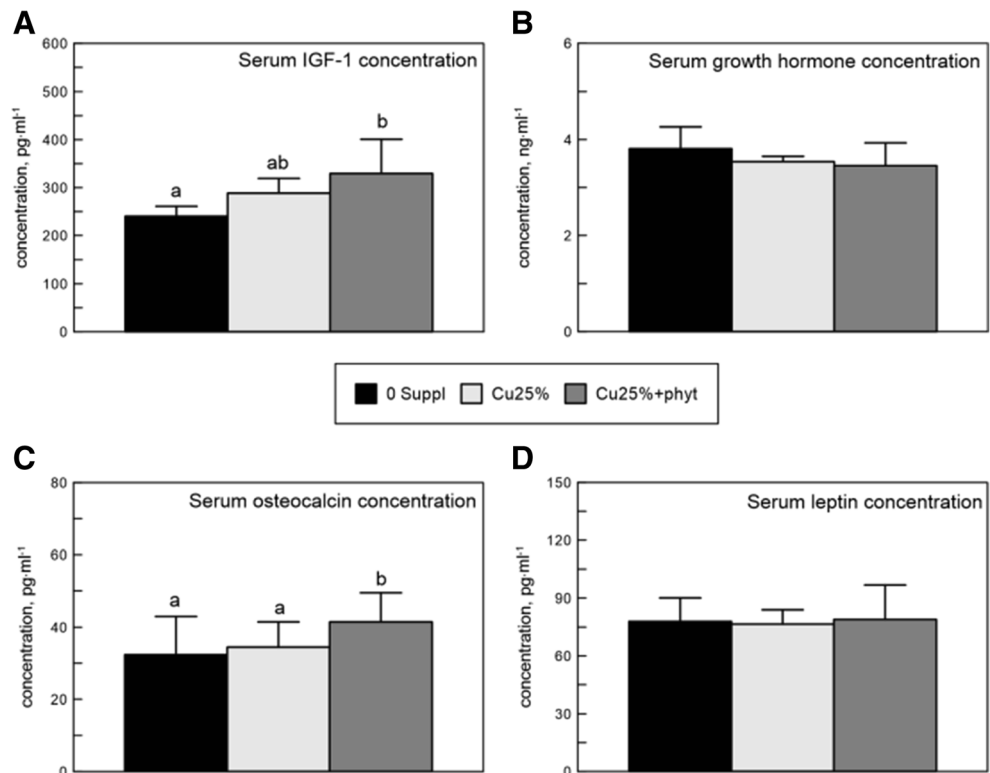 A
Serum IGF-1 concentration
concentration, pg·ml⁻¹
600
500
400
300
200
100
0
a
ab
b
B
Serum growth hormone concentration
concentration, ng·ml⁻¹
6
4
2
0
0 Suppl
Cu25%
Cu25%+phyt
C
Serum osteocalcin concentration
concentration, pg·ml⁻¹
80
60
40
20
0
a
a
b
D
Serum leptin concentration
concentration, pg·ml⁻¹
150
120
90
60
30
0